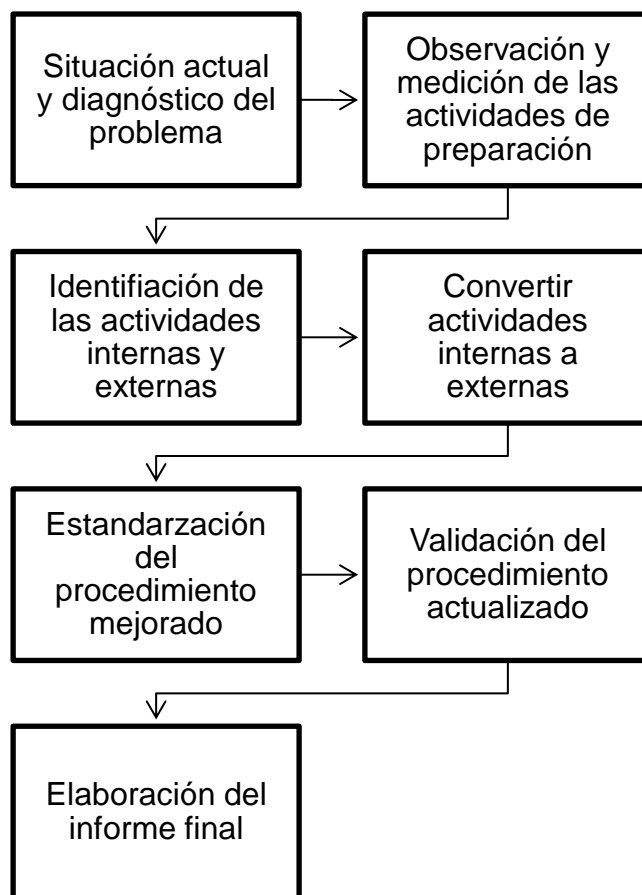 Situación actual
y diagnóstico del
problema
Observación y
medición de las
actividades de
preparación
Identifiación de
las actividades
internas y
externas
Convertir
actividades
internas a
externas
Estandarzación
del
procedimiento
mejorado
Validación del
procedimiento
actualizado
Elaboración del
informe final